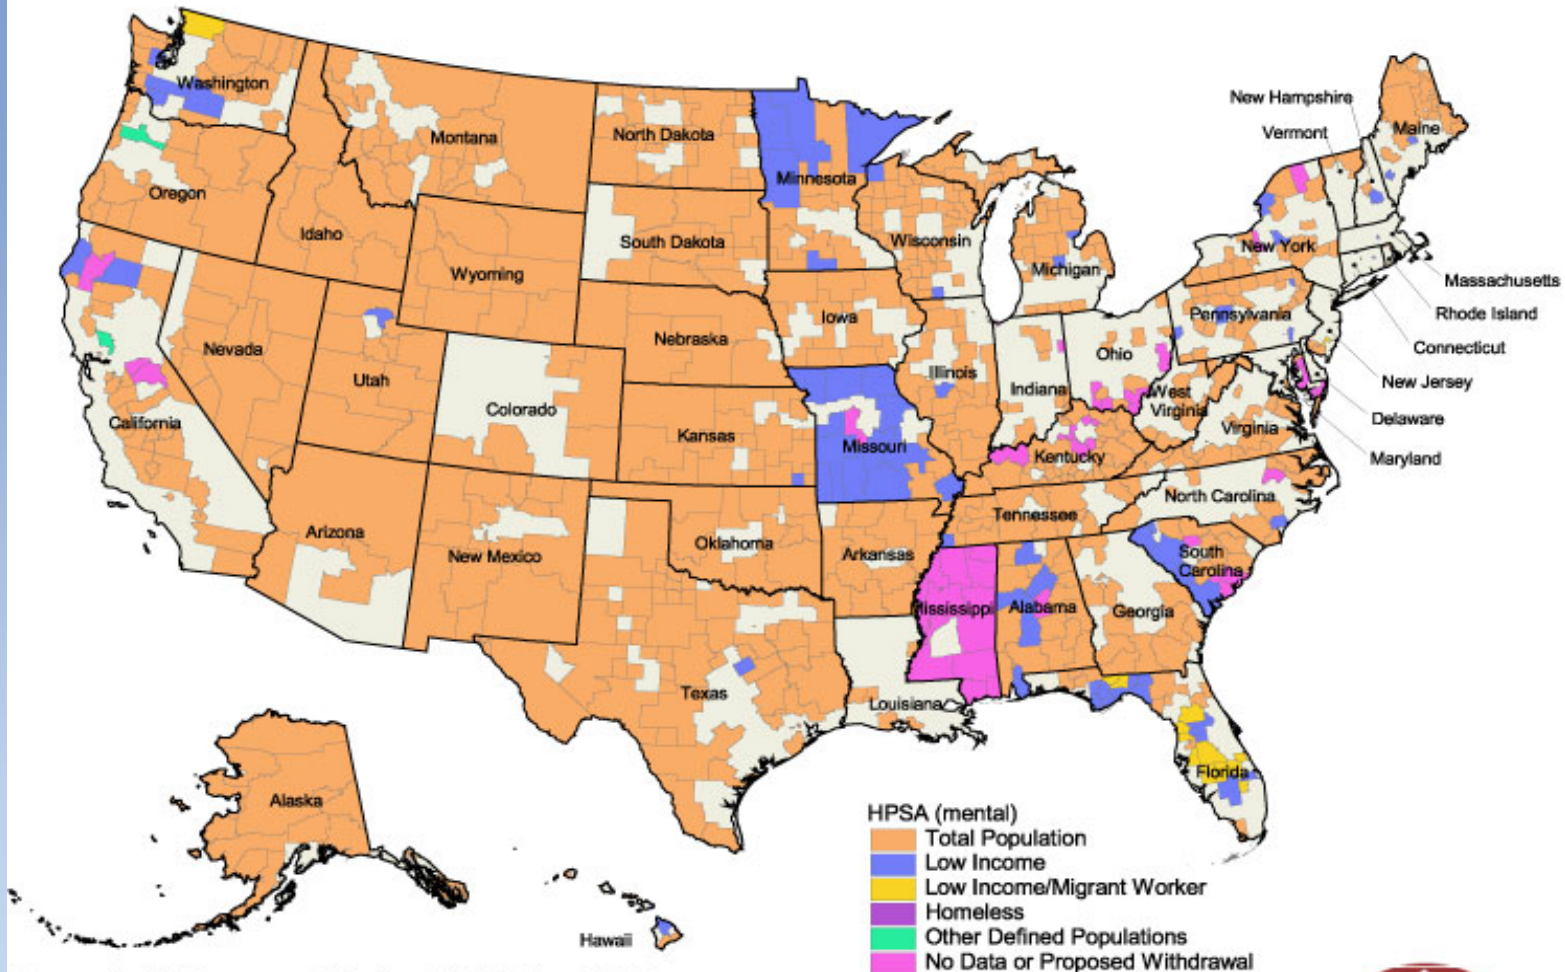 New Hampshire
Vermont
Maine
Washington
Montana
North Dakota
Minnesota
Oregon
Idaho
South Dakota
Wisconsin
New York
Wyoming
Michigan
Massachusetts
Rhode Island
Iowa
Pennsylvania
Nebraska
Connecticut
Nevada
Ohio
Illinois
Utah
Indiana
New Jersey
Colorado
West
Virginia
Delaware
California
Kansas
Virginia
Missouri
Kentucky
Maryland
North Carolina
Tennessee
Arizona
Oklahoma
New Mexico
Arkansas
South
Carolina
Mississippi
Alabama
Georgia
Texas
Louisiana
Florida
Alaska
Hawaii
HPSA (mental)
Total Population
Low Income
Low Income/Migrant Worker
Homeless
Other Defined Populations
No Data or Proposed Withdrawal